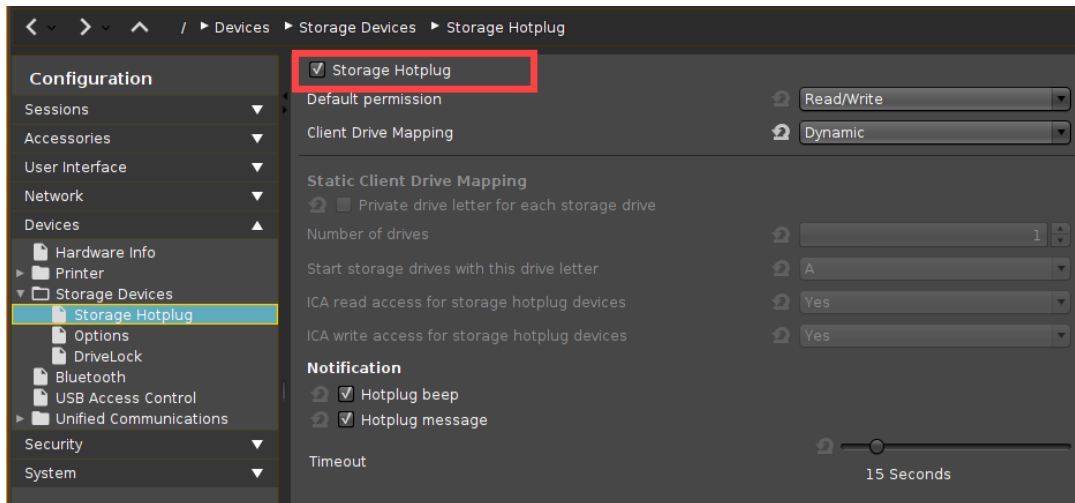 / Devices Storage Devices Storage Hotplug
Configuration
Sessions
Accessories
User Interface
Network
Devices
Hardware Info
Printer
Storage Devices
Storage Hotplug
Options
DriveLock
Bluetooth
USB Access Control
Unified Communications
Security
System
Storage Hotplug
Default permission Read/Write
Client Drive Mapping Dynamic
Static Client Drive Mapping
Private drive letter for each storage drive
Number of drives 1
Start storage drives with this drive letter A
ICA read access for storage hotplug devices Yes
ICA write access for storage hotplug devices Yes
Notification
Hotplug beep
Hotplug message
Timeout
15 Seconds